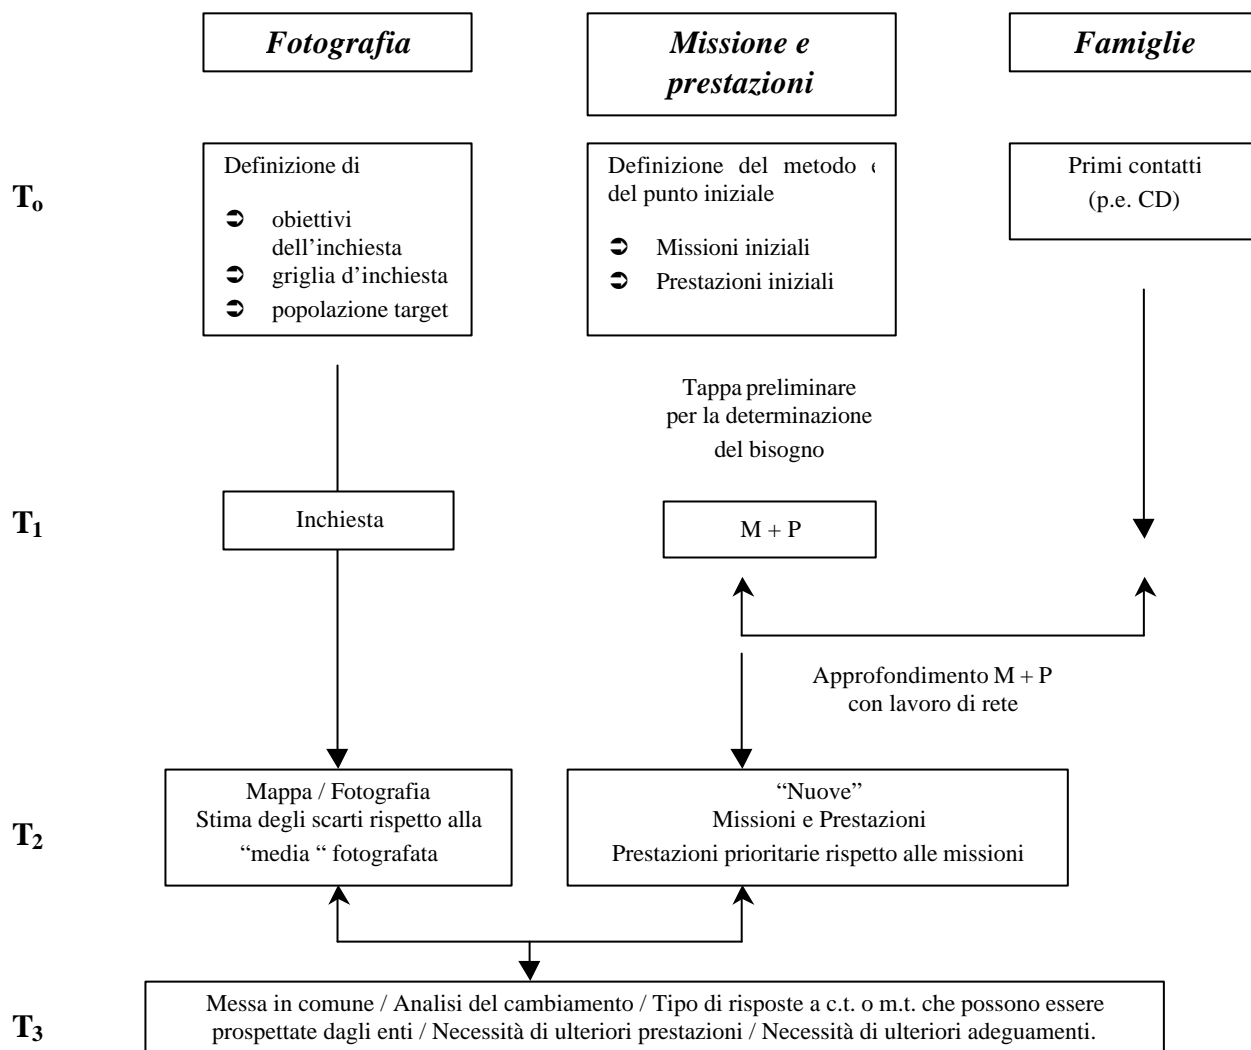 Fotografia
Missione e
prestazioni
Famiglie
T₀
Definizione di
➲ obiettivi
dell’inchiesta
➲ griglia d’inchiesta
➲ popolazione target
Definizione del metodo e
del punto iniziale
➲ Missioni iniziali
➲ Prestazioni iniziali
Primi contatti
(p.e. CD)
Tappa preliminare
per la determinazione
del bisogno
T₁
Inchiesta
M + P
Approfondimento M + P
con lavoro di rete
T₂
Mappa / Fotografia
Stima degli scarti rispetto alla
“media “ fotografata
“Nuove”
Missioni e Prestazioni
Prestazioni prioritarie rispetto alle missioni
T₃
Messa in comune / Analisi del cambiamento / Tipo di risposte a c.t. o m.t. che possono essere
prospettate dagli enti / Necessità di ulteriori prestazioni / Necessità di ulteriori adeguamenti.